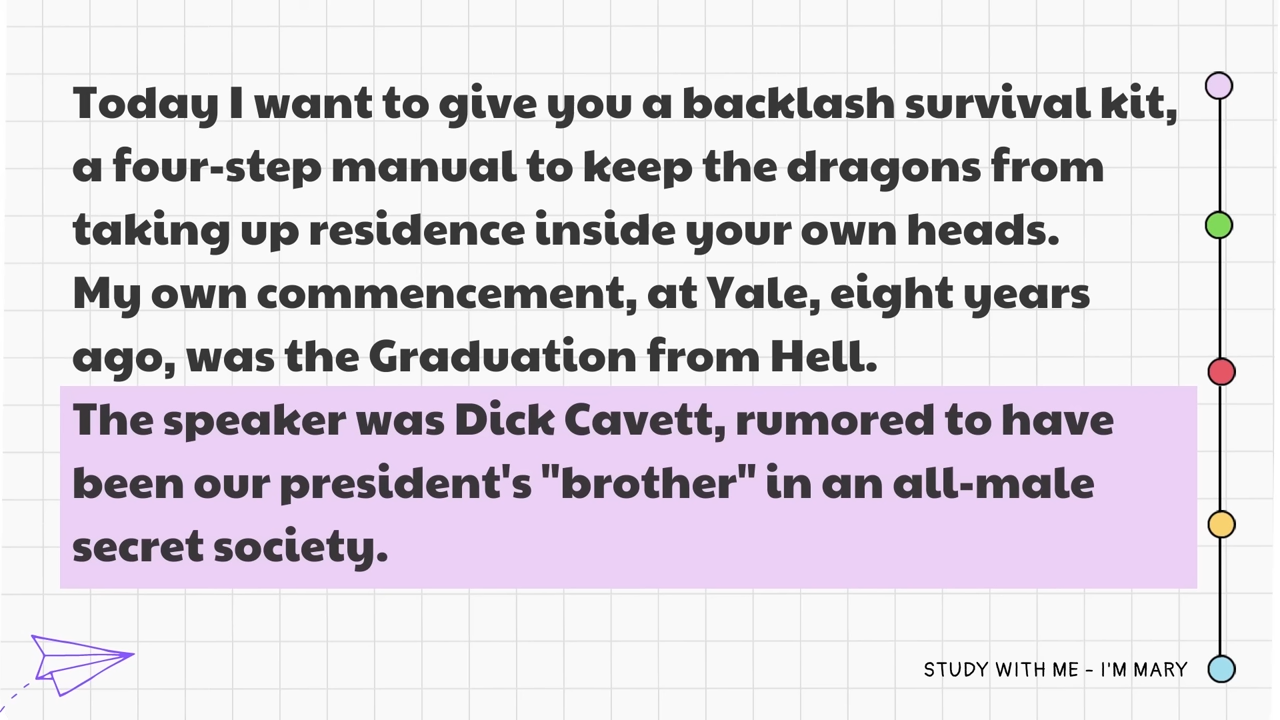 Today I want to give you a backlash survival kit,
a four-step manual to keep the dragons from
taking up residence inside your own heads.
My own commencement, at Yale, eight years
ago, was the Graduation from Hell.
The speaker was Dick Cavett, rumored to have
been our president's "brother" in an all-male
secret society.
STUDY WITH ME - I'M MARY